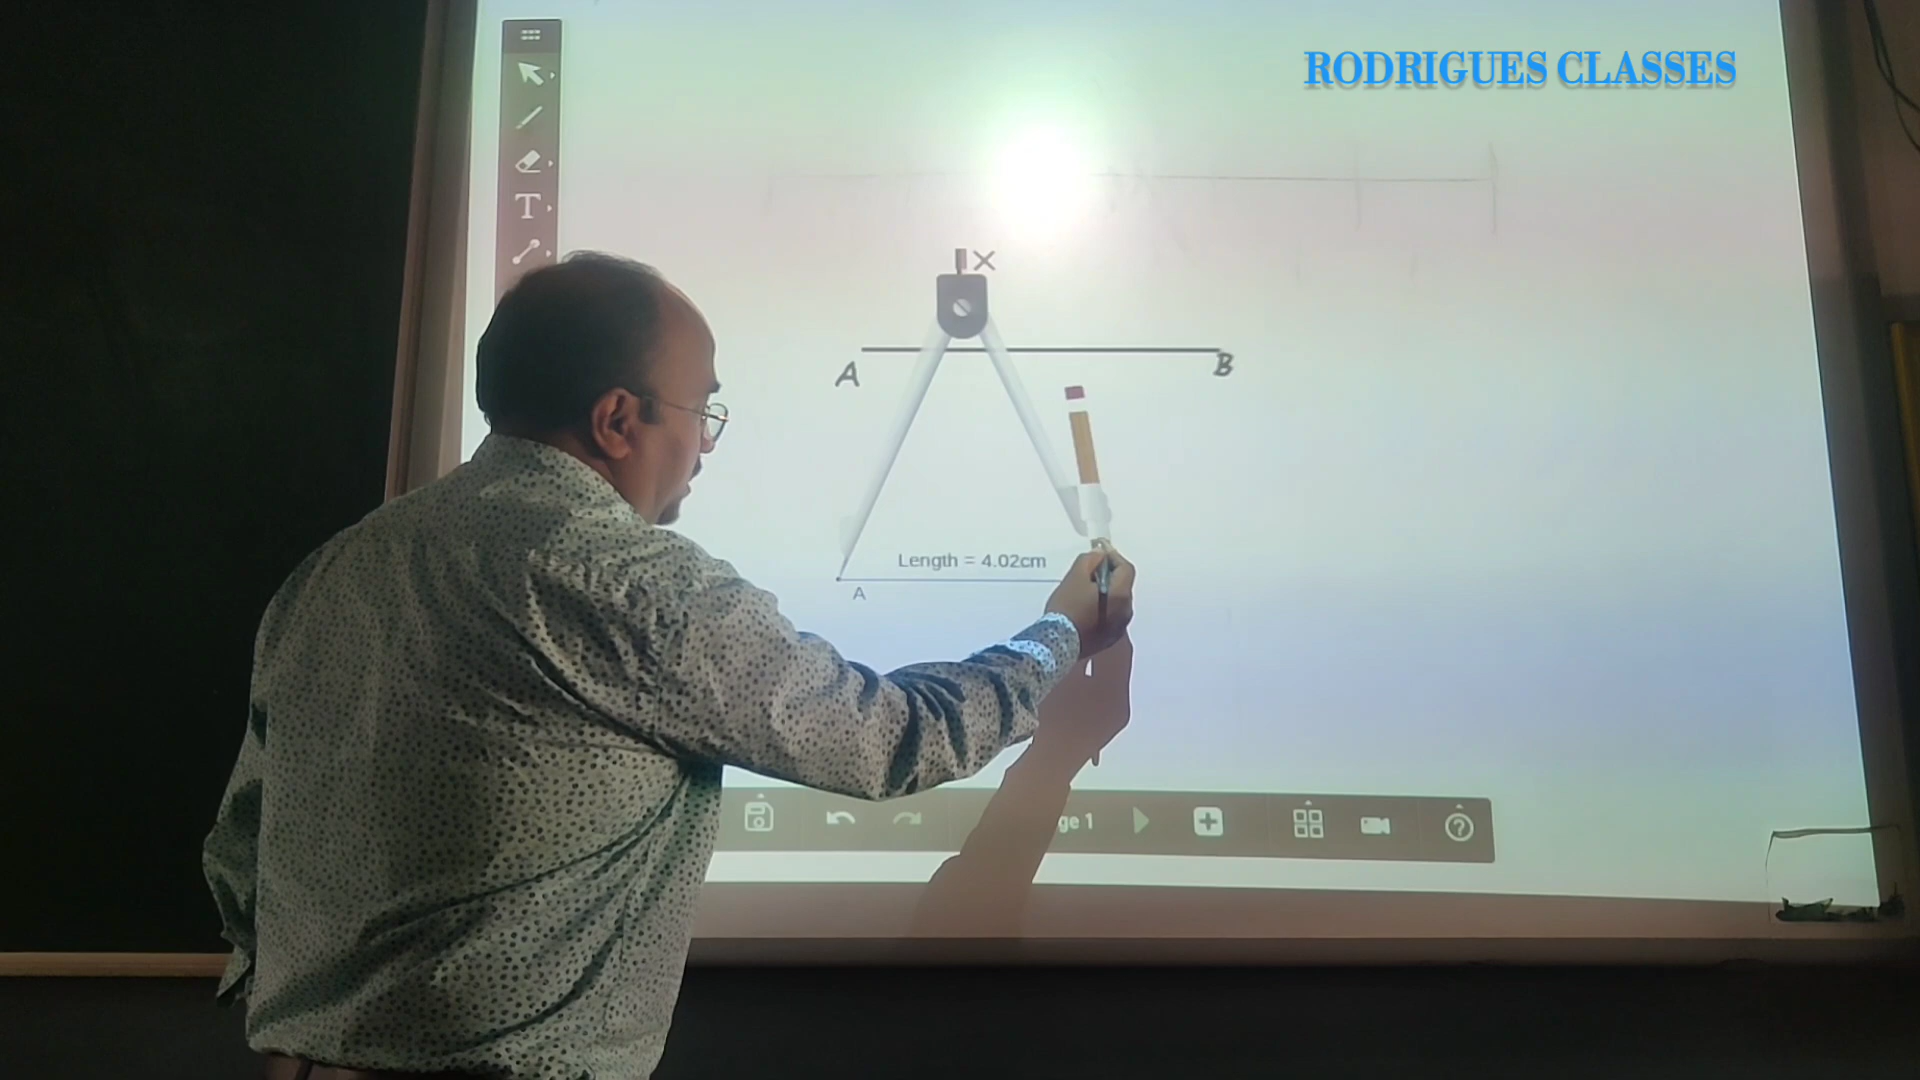 RODRIGUES CLASSES
T
X
A B
Length = 4.02cm
A
ge 1
?